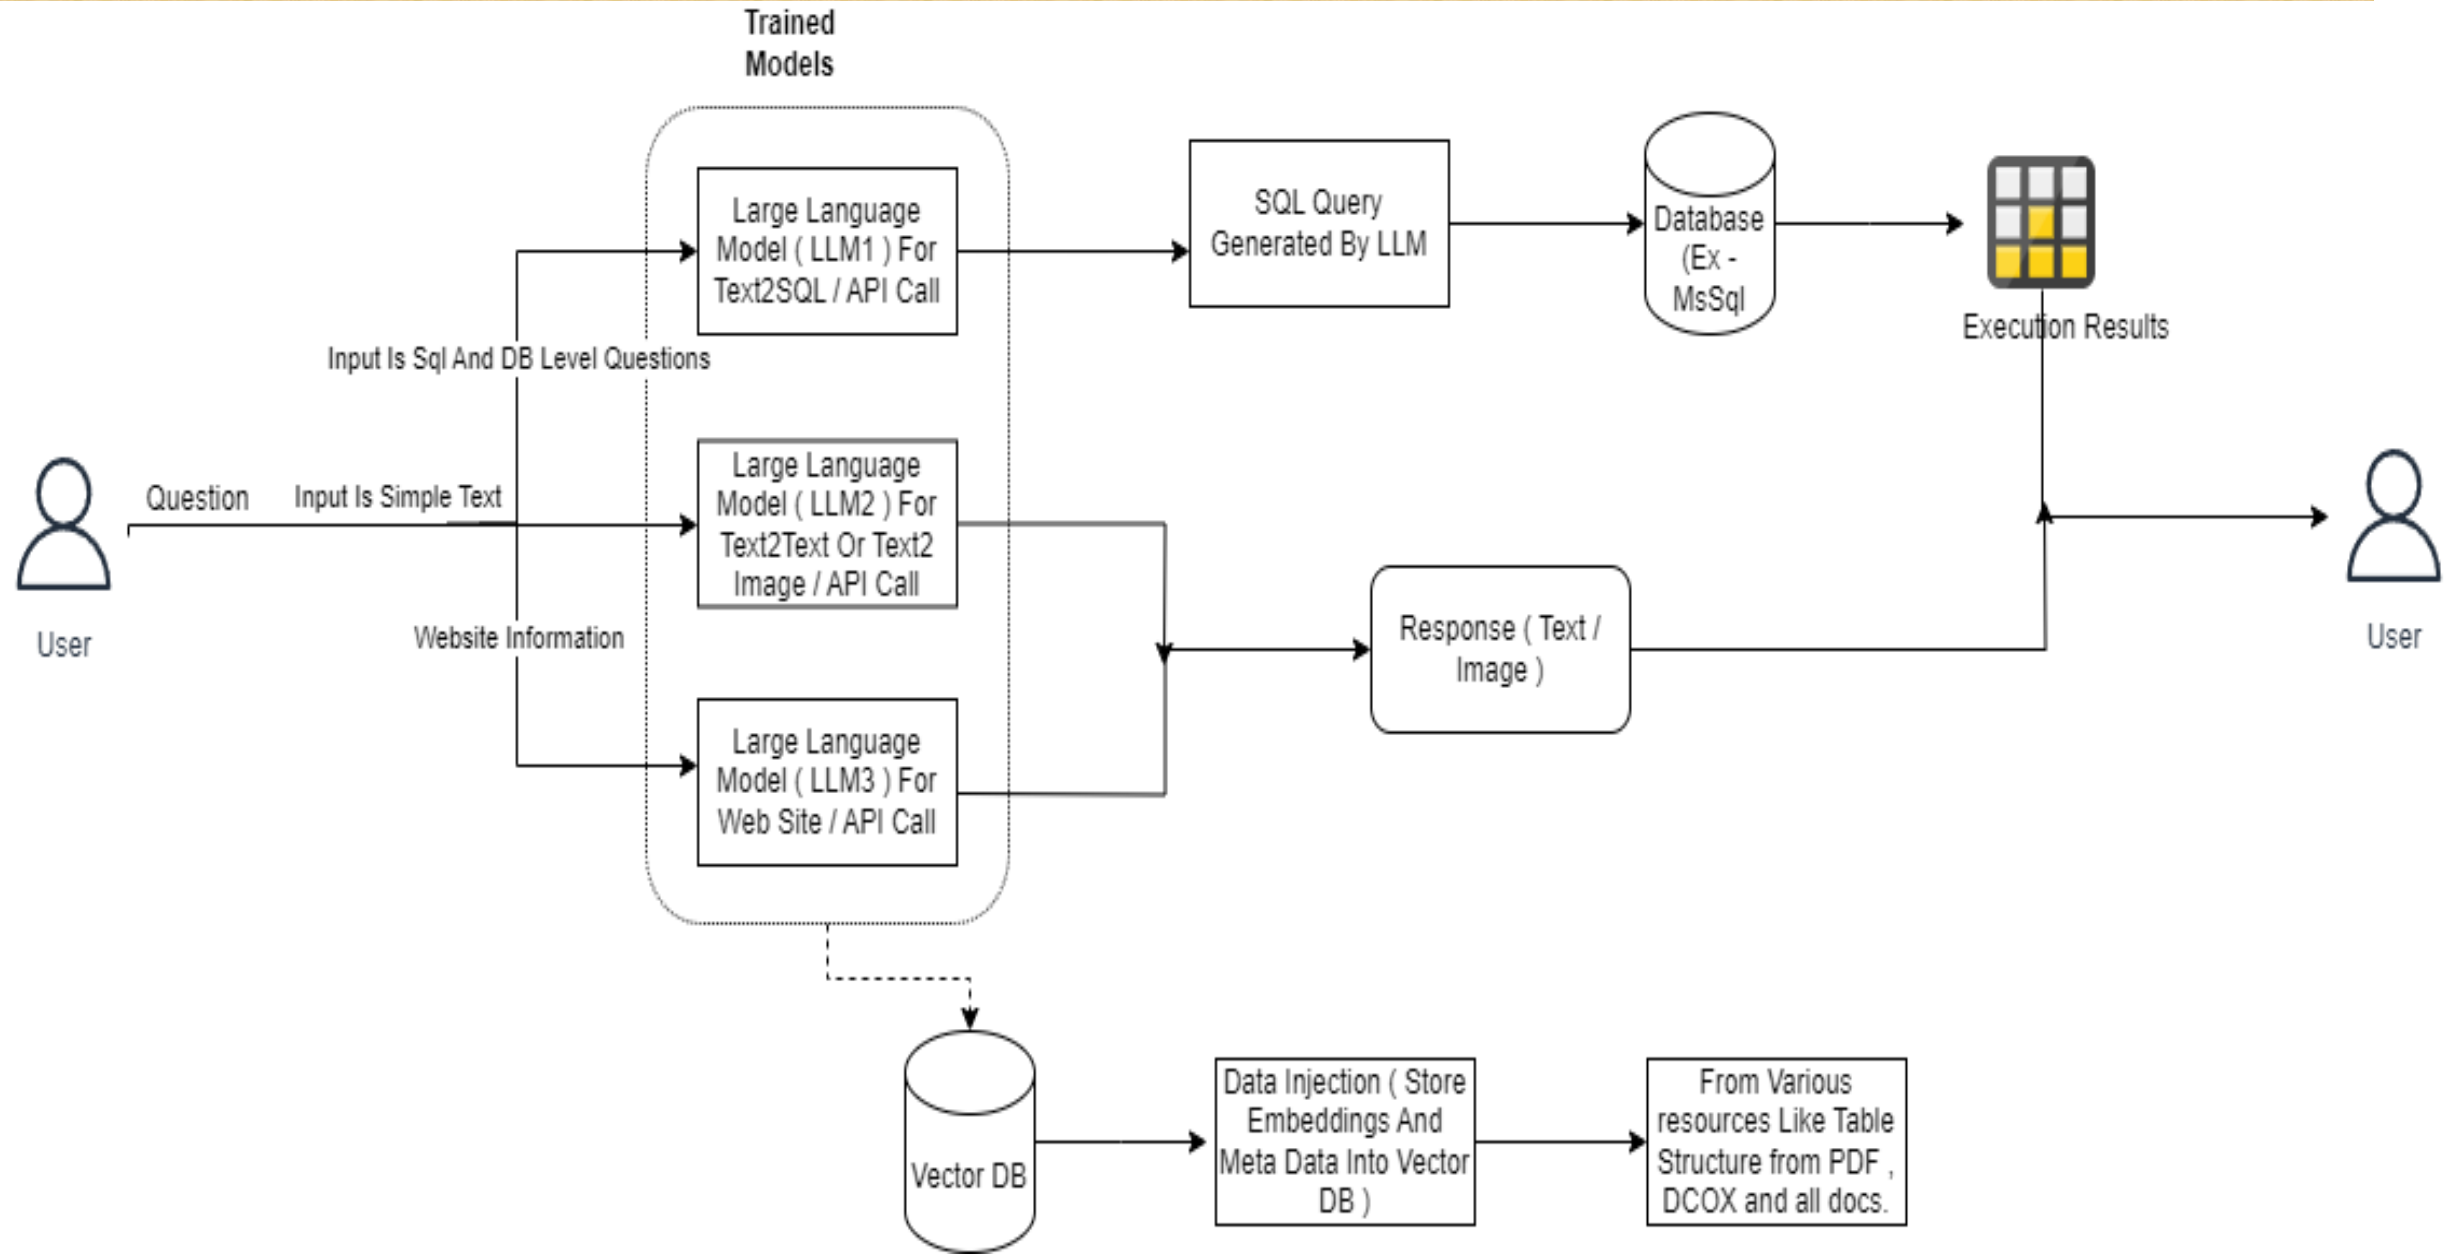 Trained
Models
Large Language
Model ( LLM1 ) For
Text2SQL / API Call
SQL Query
Generated By LLM
Database
(Ex -
MsSql
Execution Results
Input Is Sql And DB Level Questions
Question
Input Is Simple Text
Large Language
Model ( LLM2 ) For
Text2Text Or Text2
Image / API Call
User
Website Information
Response ( Text /
Image )
User
Large Language
Model ( LLM3 ) For
Web Site / API Call
Vector DB
Data Injection ( Store
Embeddings And
Meta Data Into Vector
DB )
From Various
resources Like Table
Structure from PDF ,
DCOX and all docs.